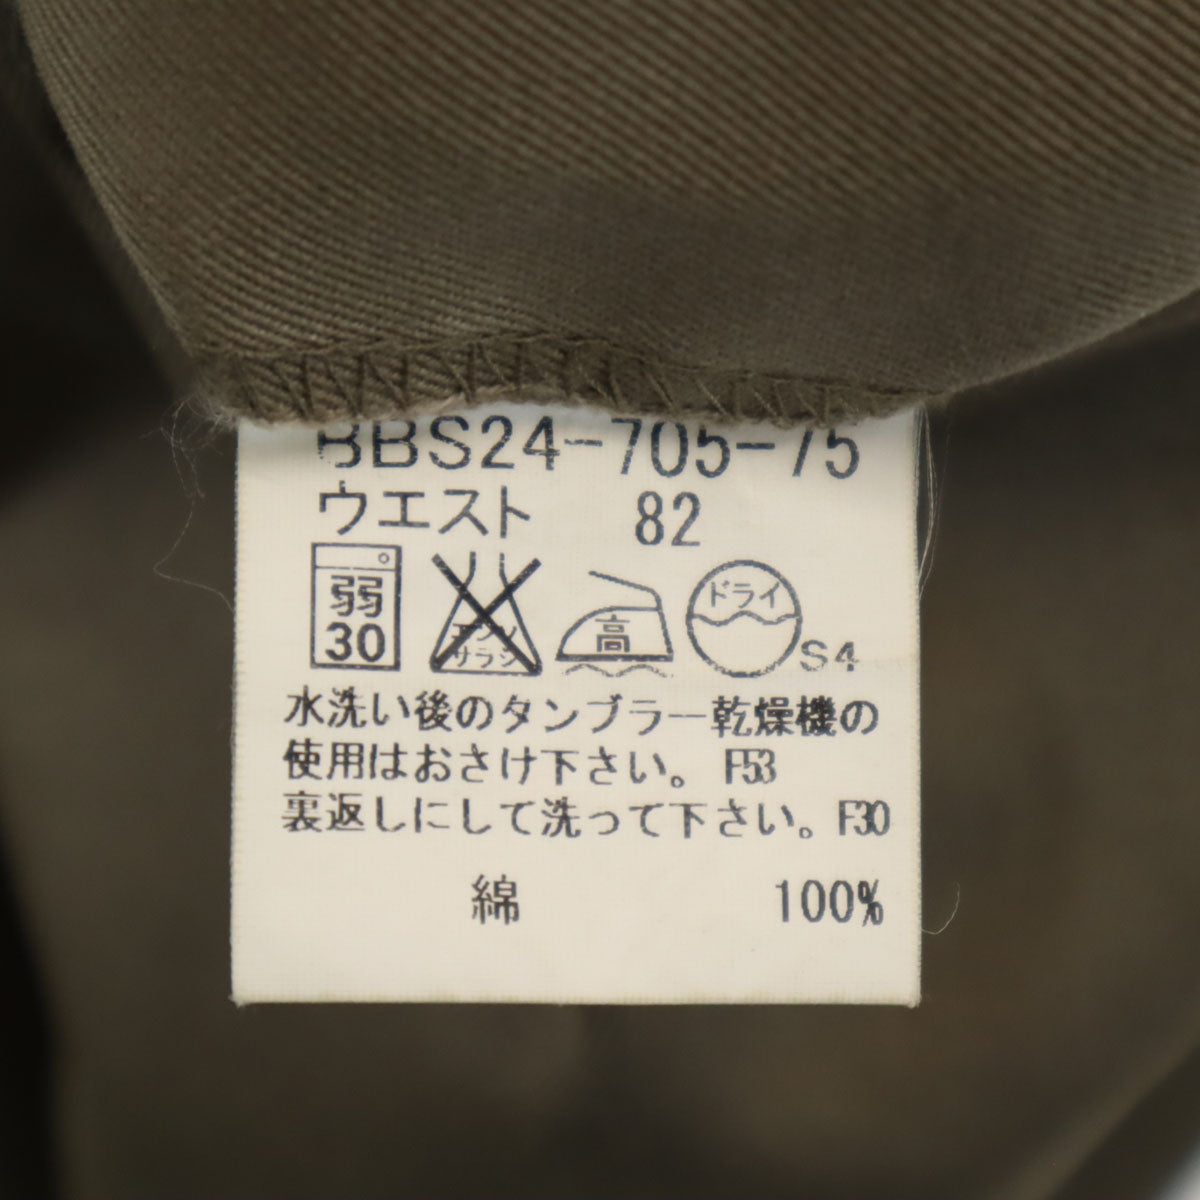 BBS24-705-75
ウエスト 82
弱 30 エンソサラシ 高 ドライ S4
水洗い後のタンブラー乾燥機の
使用はおさけ下さい。 F53
裏返しにして洗って下さい。 F30
綿 100%